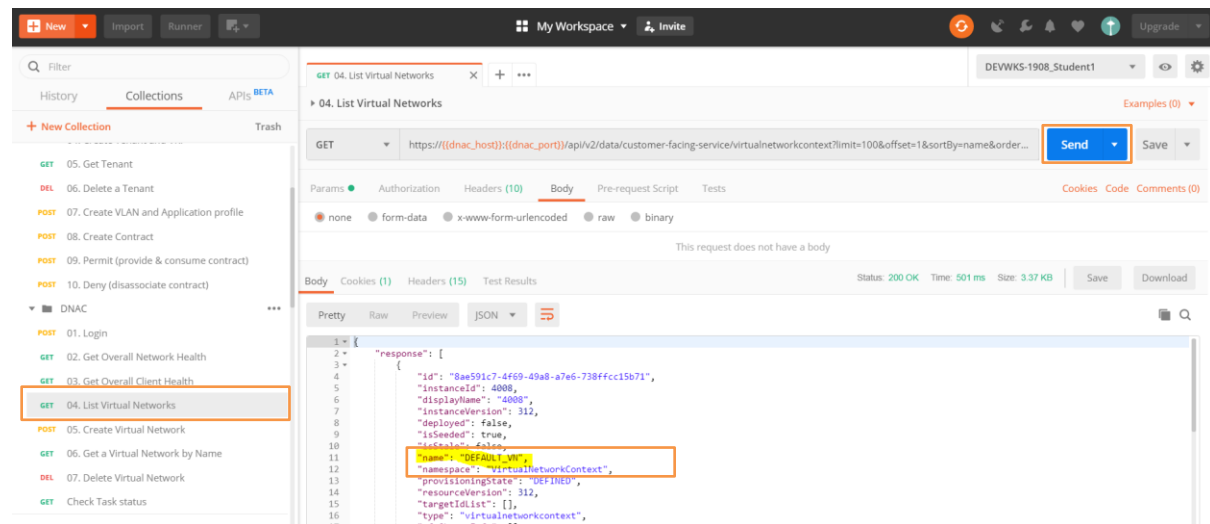 New Import Runner My Workspace Invite Upgrade
Filter
History Collections APIs BETA
+ New Collection Trash
GET 05. Get Tenant
DEL 06. Delete a Tenant
POST 07. Create VLAN and Application profile
POST 08. Create Contract
POST 09. Permit (provide & consume contract)
POST 10. Deny (disassociate contract)
DNAC
POST 01. Login
GET 02. Get Overall Network Health
GET 03. Get Overall Client Health
GET 04. List Virtual Networks
POST 05. Create Virtual Network
GET 06. Get a Virtual Network by Name
DEL 07. Delete Virtual Network
GET Check Task status
GET 04. List Virtual Networks X + ••• DEVWKS-1908_Student1
04. List Virtual Networks Examples (0)
GET https://{{dnac_host}}:{{dnac_port}}/api/v2/data/customer-facing-service/virtualnetworkcontext?limit=100&offset=1&sortBy=name&order... Send Save
Params Authorization Headers (10) Body Pre-request Script Tests Cookies Code Comments (0)
none form-data x-www-form-urlencoded raw binary
This request does not have a body
Body Cookies (1) Headers (15) Test Results Status: 200 OK Time: 501 ms Size: 3.37 KB Save Download
Pretty Raw Preview JSON
1 {
2 "response": [
3 {
4 "id": "8ae591c7-4f69-49a8-a7e6-738ffcc15b71",
5 "instanceId": 4008,
6 "displayName": "4008",
7 "instanceVersion": 312,
8 "deployed": false,
9 "isSeeded": true,
10 "isStale": false,
11 "name": "DEFAULT_VN",
12 "namespace": "VirtualNetworkContext",
13 "provisioningState": "DEFINED",
14 "resourceVersion": 312,
15 "targetIdList": [],
16 "type": "virtualnetworkcontext",